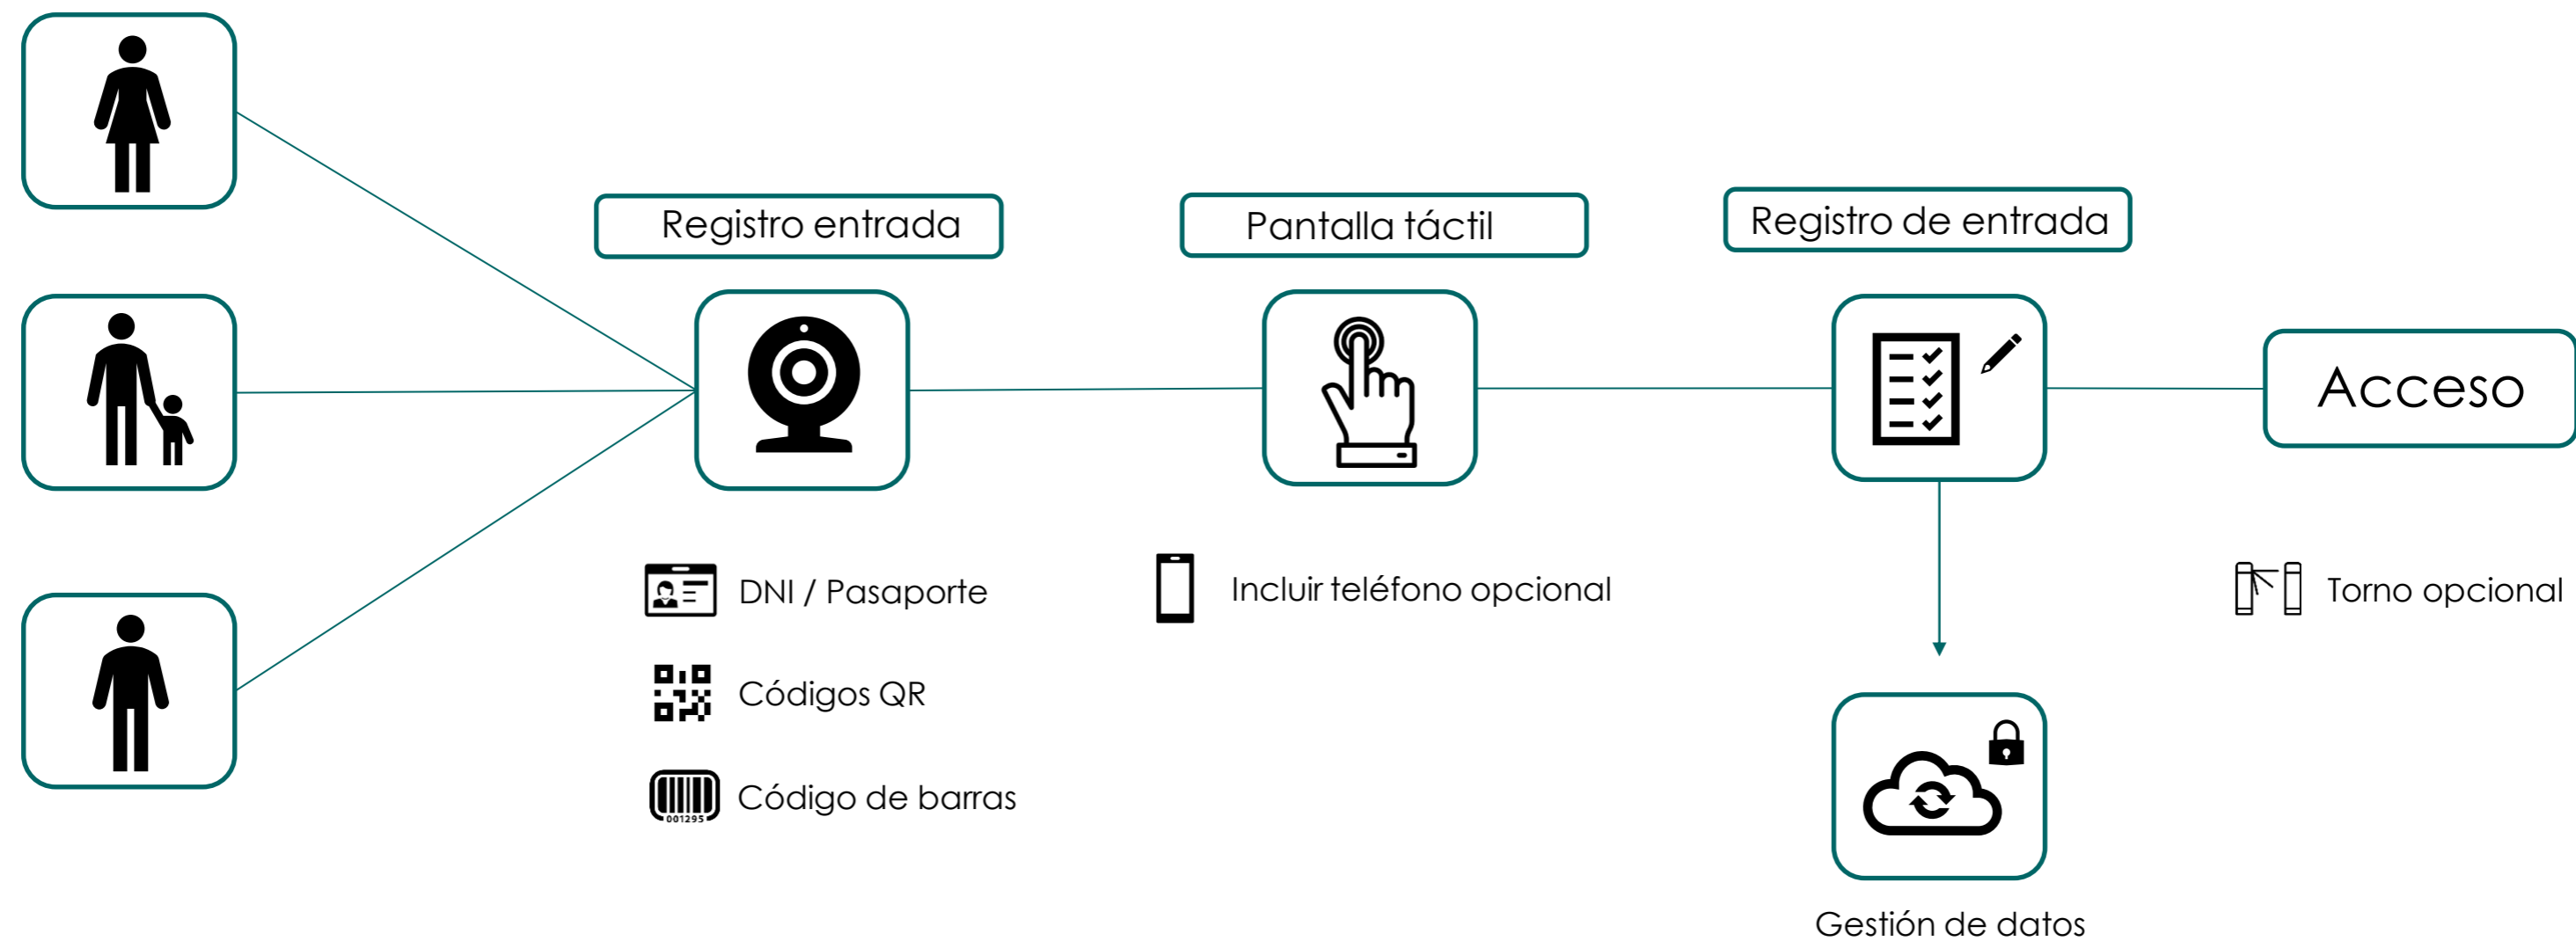 Registro entrada
Pantalla táctil
Registro de entrada
Acceso
DNI / Pasaporte
Incluir teléfono opcional
Torno opcional
Códigos QR
Código de barras
001295
Gestión de datos